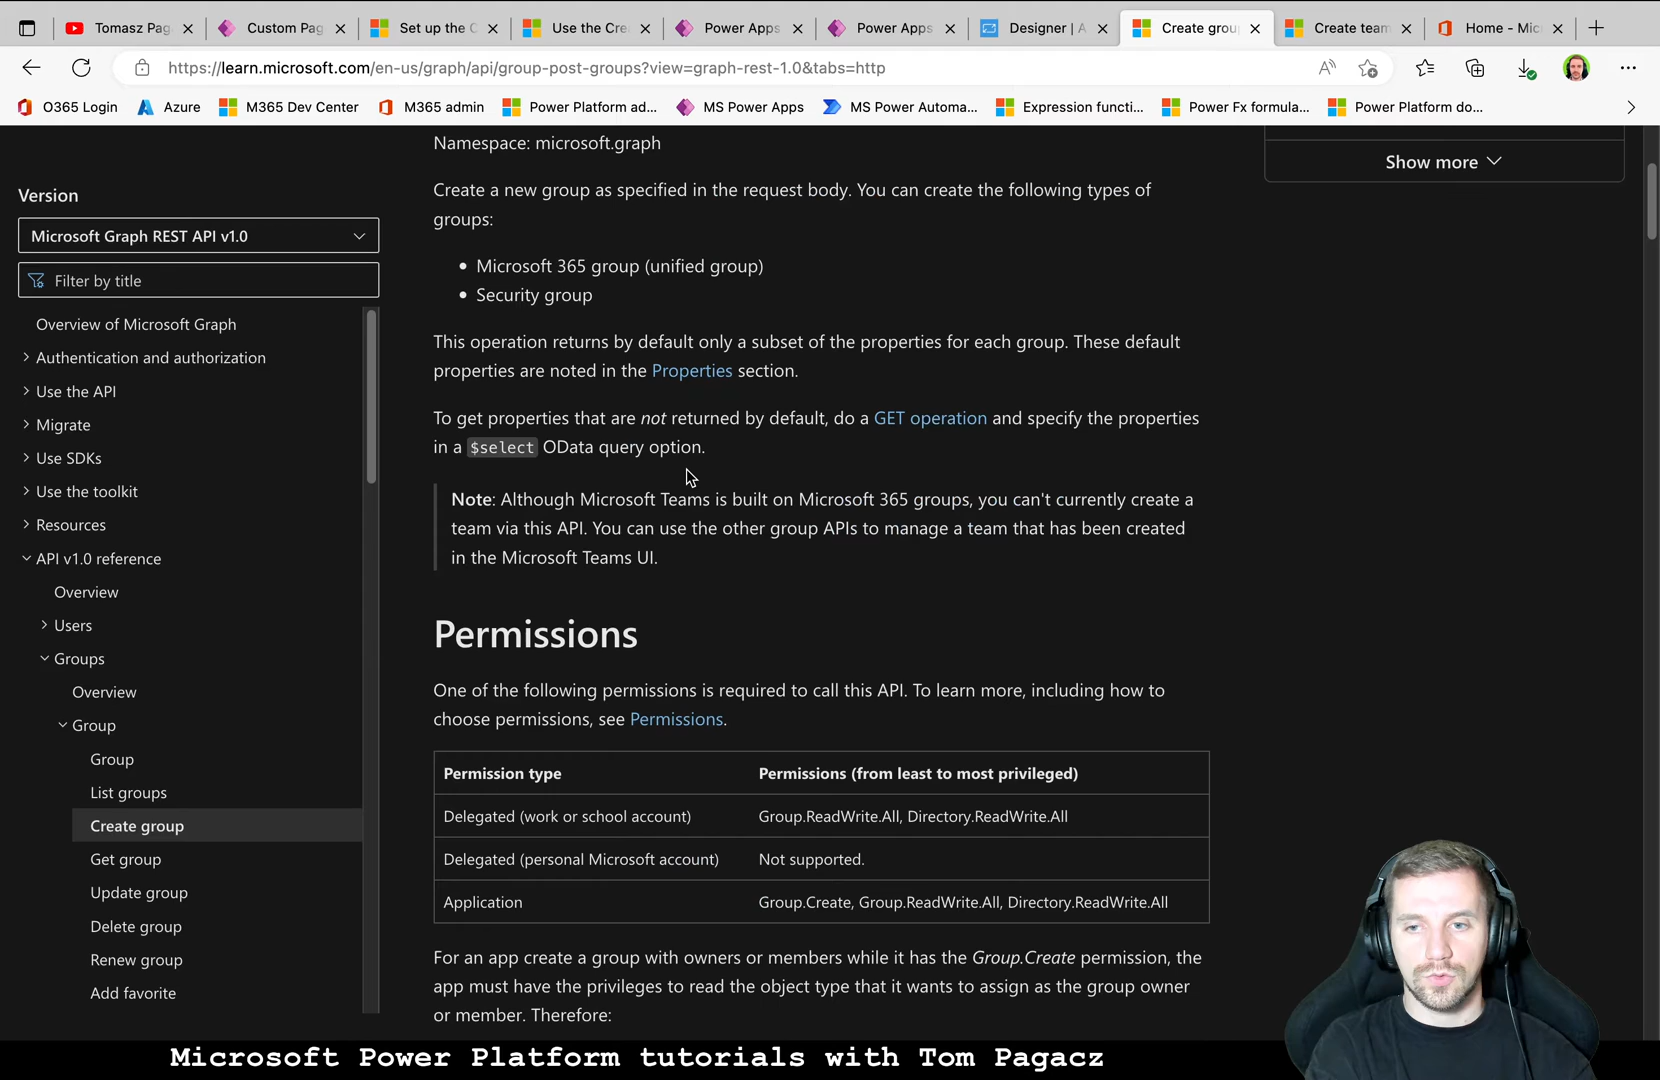 Tomasz Pag
Custom Pag
Set up the C
Use the Cre
Power Apps
Power Apps
Designer | A
Create grou
Create team
Home - Mic
https://learn.microsoft.com/en-us/graph/api/group-post-groups?view=graph-rest-1.0&tabs=http
O365 Login
Azure
M365 Dev Center
M365 admin
Power Platform ad...
MS Power Apps
MS Power Automa...
Expression functi...
Power Fx formula...
Power Platform do...
Version
Microsoft Graph REST API v1.0
Filter by title
Overview of Microsoft Graph
Authentication and authorization
Use the API
Migrate
Use SDKs
Use the toolkit
Resources
API v1.0 reference
Overview
Users
Groups
Overview
Group
Group
List groups
Create group
Get group
Update group
Delete group
Renew group
Add favorite
Namespace: microsoft.graph
Create a new group as specified in the request body. You can create the following types of
groups:
• Microsoft 365 group (unified group)
• Security group
This operation returns by default only a subset of the properties for each group. These default
properties are noted in the Properties section.
To get properties that are not returned by default, do a GET operation and specify the properties
in a $select OData query option.
Note: Although Microsoft Teams is built on Microsoft 365 groups, you can't currently create a
team via this API. You can use the other group APIs to manage a team that has been created
in the Microsoft Teams UI.
Permissions
One of the following permissions is required to call this API. To learn more, including how to
choose permissions, see Permissions.
Permission type Permissions (from least to most privileged)
Delegated (work or school account) Group.ReadWrite.All, Directory.ReadWrite.All
Delegated (personal Microsoft account) Not supported.
Application Group.Create, Group.ReadWrite.All, Directory.ReadWrite.All
For an app create a group with owners or members while it has the Group.Create permission, the
app must have the privileges to read the object type that it wants to assign as the group owner
or member. Therefore:
Show more
Microsoft Power Platform tutorials with Tom Pagacz